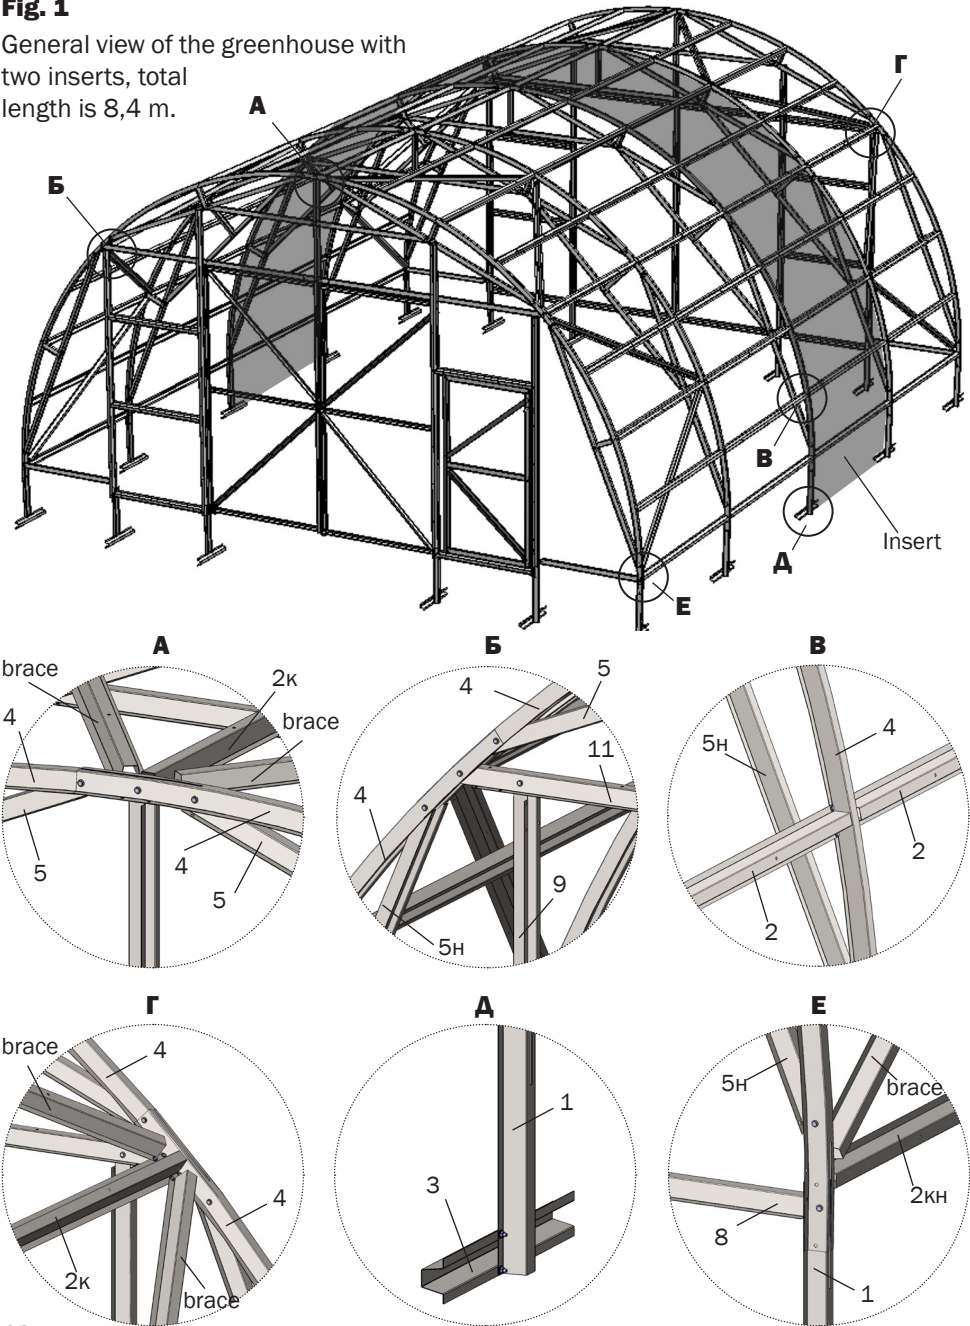 Fig. 1
General view of the greenhouse with
two inserts, total
length is 8,4 m.
А
Б
Г
В
Д
Е
Insert
А
brace
2к
brace
4
4
5
4
5
Б
4
5
11
4
9
5н
В
5н
4
2
2
Г
brace
4
4
2к
brace
Д
1
3
Е
5н
brace
2кн
8
1